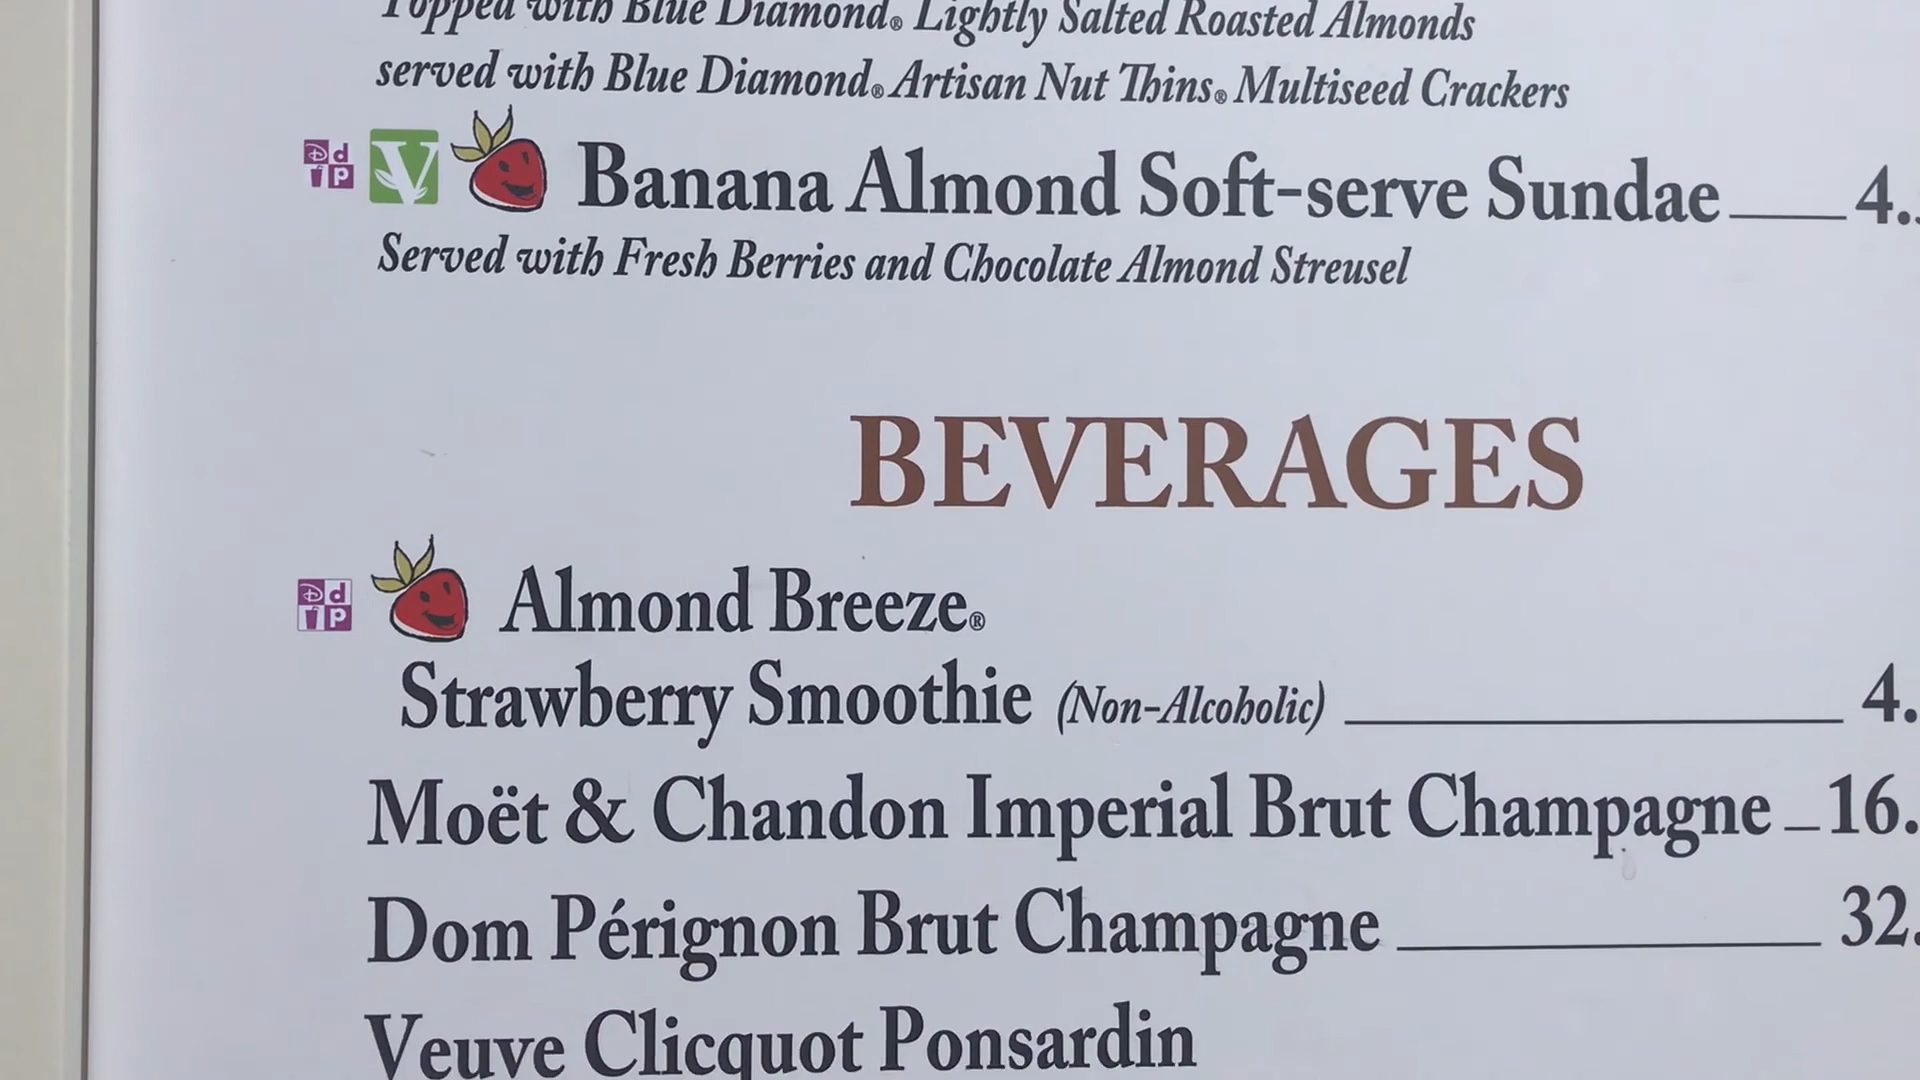 Topped with Blue Diamond® Lightly Salted Roasted Almonds
served with Blue Diamond® Artisan Nut Thins® Multiseed Crackers
Ddp V Banana Almond Soft-serve Sundae 4.
Served with Fresh Berries and Chocolate Almond Streusel
BEVERAGES
Ddp Almond Breeze®
Strawberry Smoothie (Non-Alcoholic) 4.
Moët & Chandon Imperial Brut Champagne 16.
Dom Pérignon Brut Champagne 32.
Veuve Clicquot Ponsardin